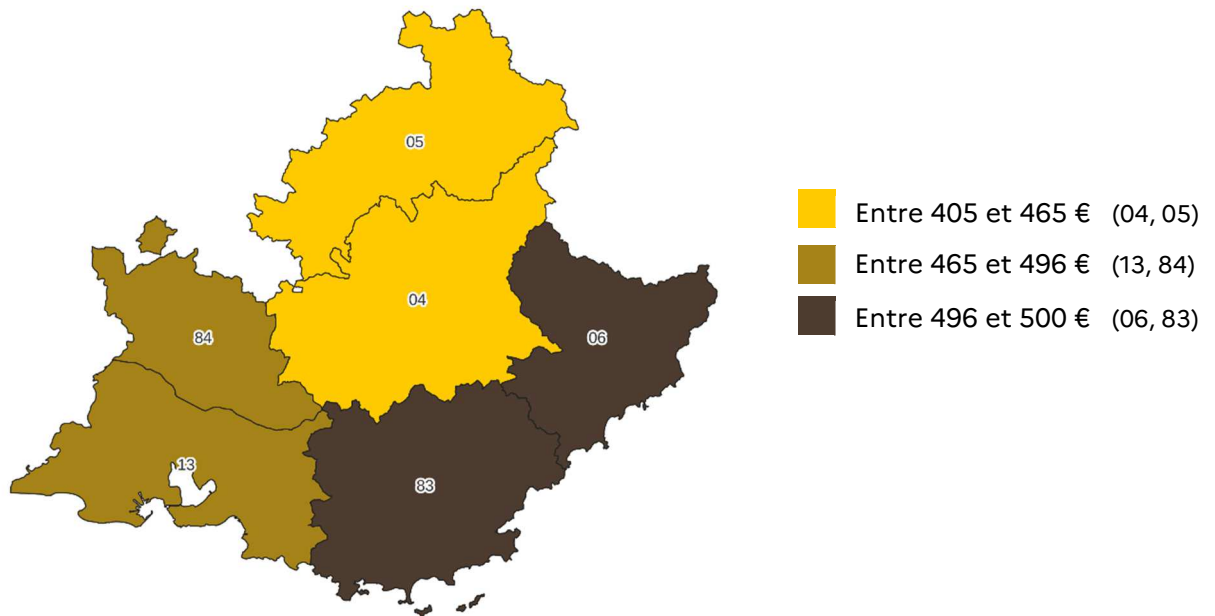 05
04
84
06
13
83
Entre 405 et 465 € (04, 05)
Entre 465 et 496 € (13, 84)
Entre 496 et 500 € (06, 83)